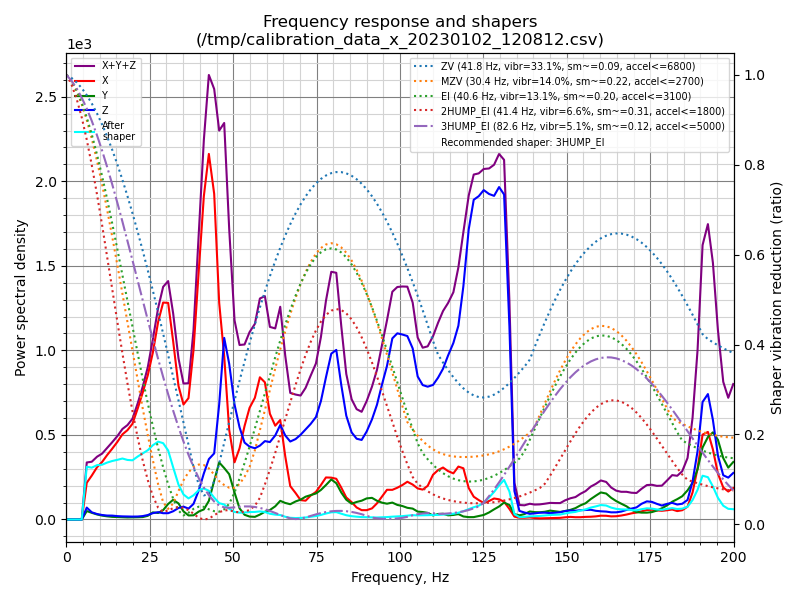 Frequency response and shapers
(/tmp/calibration_data_x_20230102_120812.csv)
1e3
X+Y+Z
X
Y
Z
After
shaper
ZV (41.8 Hz, vibr=33.1%, sm~=0.09, accel<=6800)
MZV (30.4 Hz, vibr=14.0%, sm~=0.22, accel<=2700)
EI (40.6 Hz, vibr=13.1%, sm~=0.20, accel<=3100)
2HUMP_EI (41.4 Hz, vibr=6.6%, sm~=0.31, accel<=1800)
3HUMP_EI (82.6 Hz, vibr=5.1%, sm~=0.12, accel<=5000)
Recommended shaper: 3HUMP_EI
Power spectral density
2.5
2.0
1.5
1.0
0.5
0.0
1.0
0.8
0.6
0.4
0.2
0.0
Shaper vibration reduction (ratio)
0 25 50 75 100 125 150 175 200
Frequency, Hz